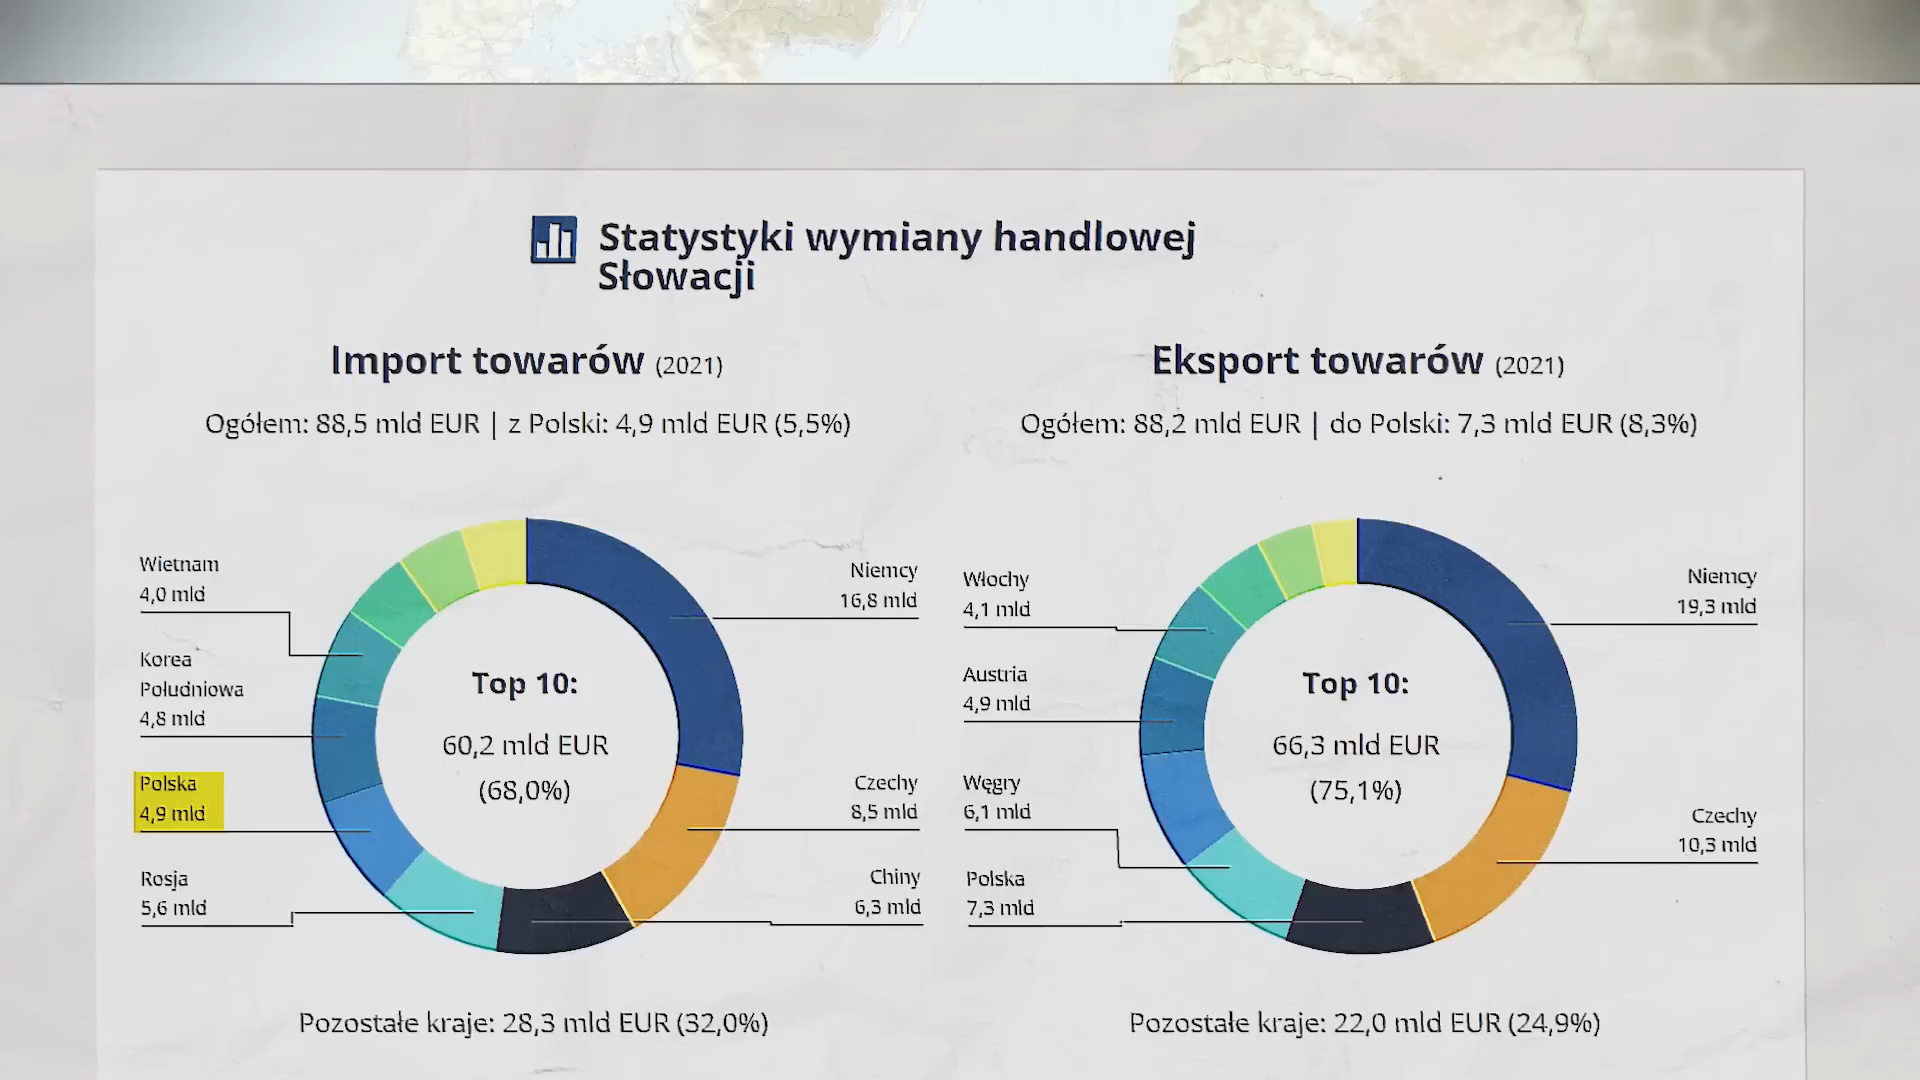 Statystyki wymiany handlowej
Słowacji
Import towarów (2021)
Ogółem: 88,5 mld EUR | z Polski: 4,9 mld EUR (5,5%)
Wietnam
4,0 mld
Korea
Południowa
4,8 mld
Polska
4,9 mld
Rosja
5,6 mld
Niemcy
16,8 mld
Czechy
8,5 mld
Chiny
6,3 mld
Top 10:
60,2 mld EUR
(68,0%)
Pozostałe kraje: 28,3 mld EUR (32,0%)
Eksport towarów (2021)
Ogółem: 88,2 mld EUR | do Polski: 7,3 mld EUR (8,3%)
Włochy
4,1 mld
Austria
4,9 mld
Węgry
6,1 mld
Polska
7,3 mld
Niemcy
19,3 mld
Czechy
10,3 mld
Top 10:
66,3 mld EUR
(75,1%)
Pozostałe kraje: 22,0 mld EUR (24,9%)